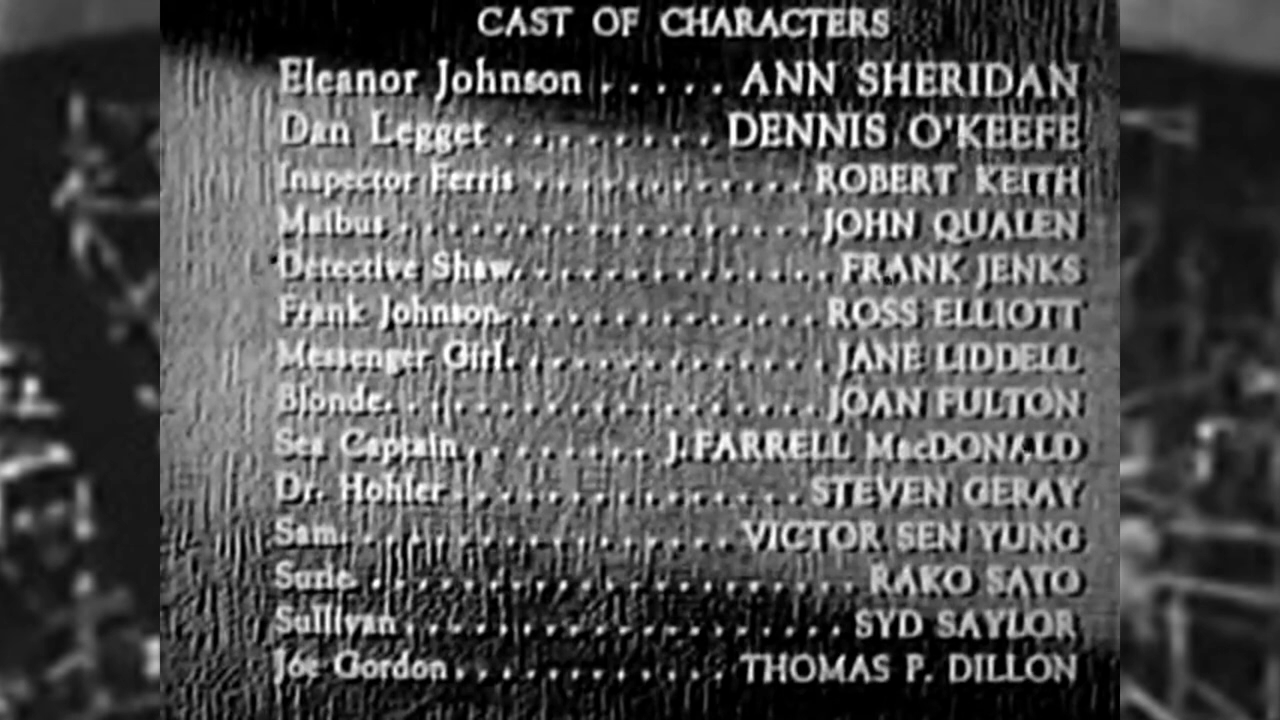 CAST OF CHARACTERS
Eleanor Johnson ..... ANN SHERIDAN
Dan Legget ........ DENNIS O'KEEFE
Inspector Ferris ............. ROBERT KEITH
Maibus ................... JOHN QUALEN
Detective Shaw .............. FRANK JENKS
Frank Johnson .............. ROSS ELLIOTT
Messenger Girl .............. JANE LIDDELL
Blonde ................... JOAN FULTON
Sea Captain ........ J. FARRELL MacDONALD
Dr. Hohler ............... STEVEN GERAY
Sam ................. VICTOR SEN YUNG
Suzie ...................... RAKO SATO
Sullivan .................... SYD SAYLOR
Joe Gordon ............ THOMAS P. DILLON